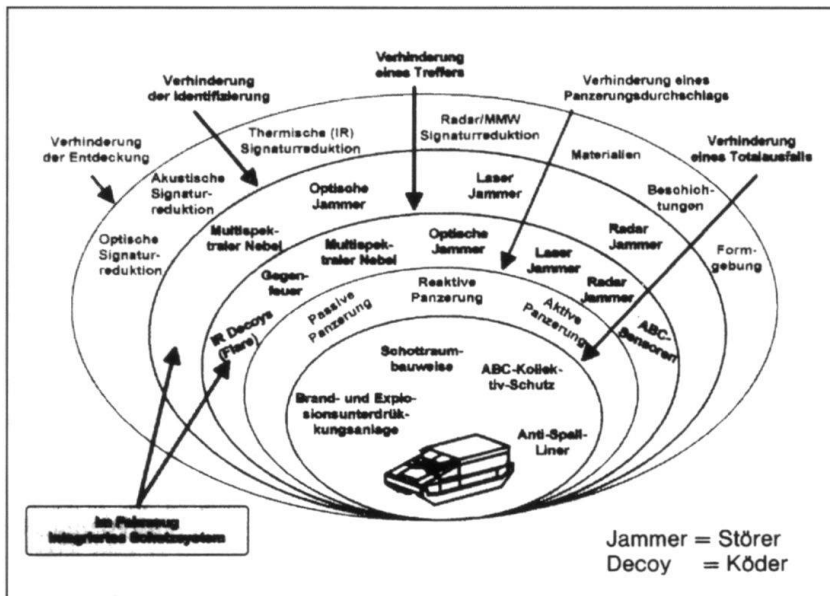 Verhinderung
eines Treffers
Verhinderung
der Identifizierung
Verhinderung eines
Panzerungsdurchschlags
Verhinderung
der Entdeckung
Thermische (IR)
Signaturreduktion
Radar/MMW
Signaturreduktion
Verhinderung
eines Totalausfalls
Akustische
Signatur-
reduktion
Materialien
Optische
Jammer
Laser
Jammer
Beschich-
tungen
Optische
Signatur-
reduktion
Multispek-
traler Nebel
Multispek-
traler Nebel
Optische
Jammer
Laser
Jammer
Radar
Jammer
Form-
gebung
Gegen-
feuer
Radar
Jammer
Passive
Panzerung
Reaktive
Panzerung
Aktive
Panzerung
IR Decoys
(Flare)
ABC-
Sensoren
Schottraum-
bauweise
ABC-Kollek-
tiv-Schutz
Brand- und Explo-
sionsunterdrük-
kungsanlage
Anti-Spall-
Liner
Im Fahrzeug
integriertes Schutzsystem
Jammer = Störer
Decoy = Köder